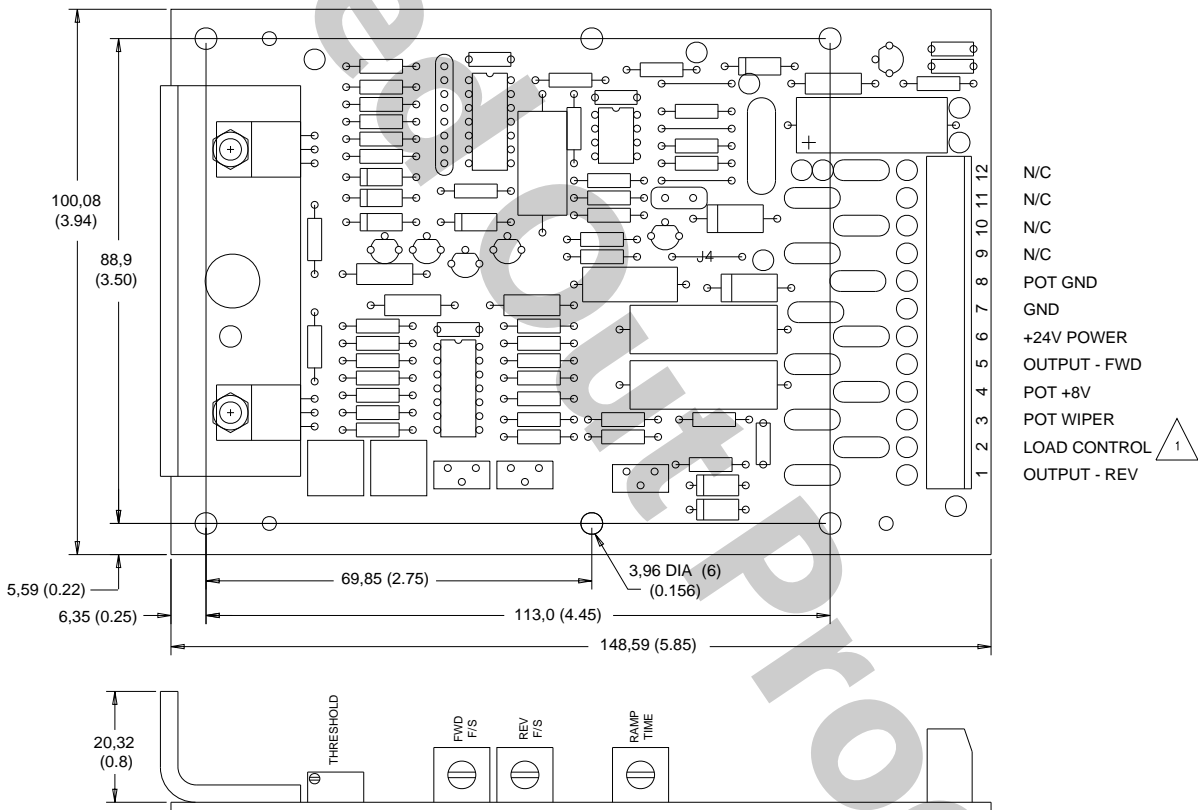 12 N/C
11 N/C
10 N/C
9 N/C
8 POT GND
7 GND
6 +24V POWER
5 OUTPUT - FWD
4 POT +8V
3 POT WIPER
2 LOAD CONTROL 1
1 OUTPUT - REV
100,08
(3.94)
88,9
(3.50)
+
J4
5,59 (0.22)
6,35 (0.25)
69,85 (2.75)
3,96 DIA (6)
(0.156)
113,0 (4.45)
148,59 (5.85)
20,32
(0.8)
THRESHOLD
FWD
F/S
REV
F/S
RAMP
TIME
ed Out Pro